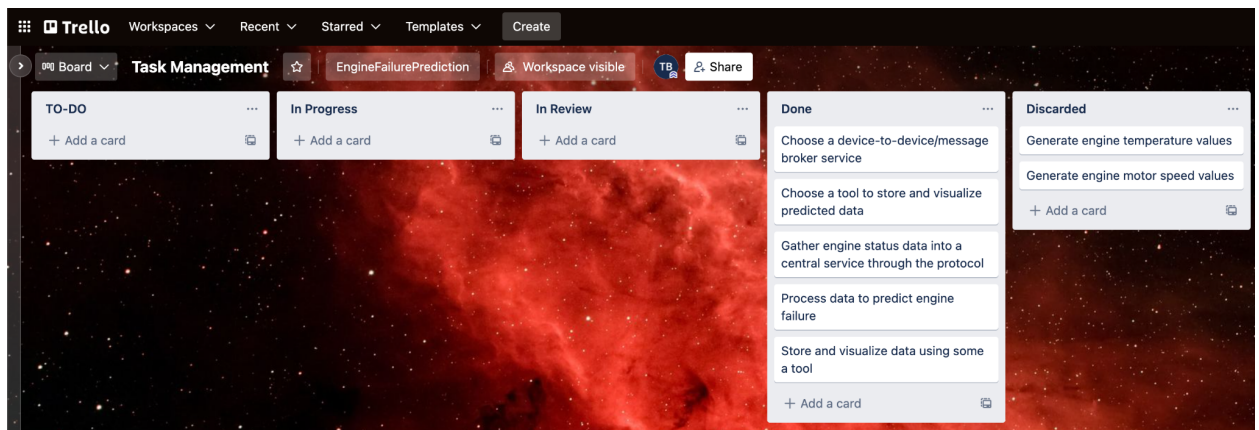 Trello Workspaces Recent Starred Templates Create
Board Task Management EngineFailurePrediction Workspace visible TB Share
TO-DO
+ Add a card
In Progress
+ Add a card
In Review
+ Add a card
Done
Choose a device-to-device/message
broker service
Choose a tool to store and visualize
predicted data
Gather engine status data into a
central service through the protocol
Process data to predict engine
failure
Store and visualize data using some
a tool
+ Add a card
Discarded
Generate engine temperature values
Generate engine motor speed values
+ Add a card